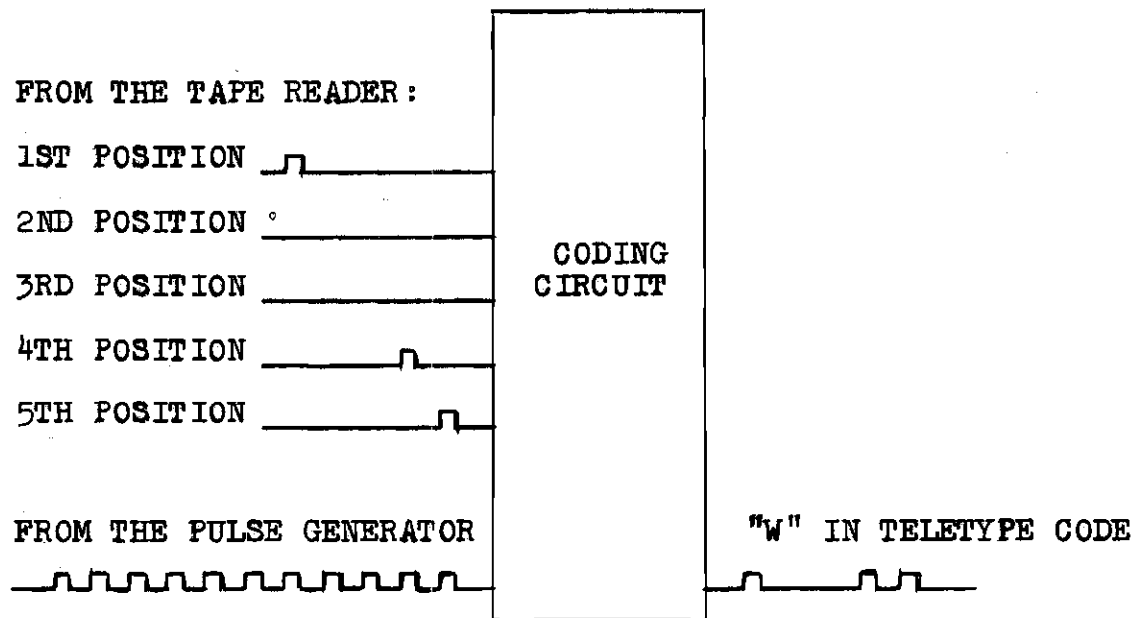 FROM THE TAPE READER:
1ST POSITION
2ND POSITION
3RD POSITION
4TH POSITION
5TH POSITION
CODING
CIRCUIT
FROM THE PULSE GENERATOR
"W" IN TELETYPE CODE